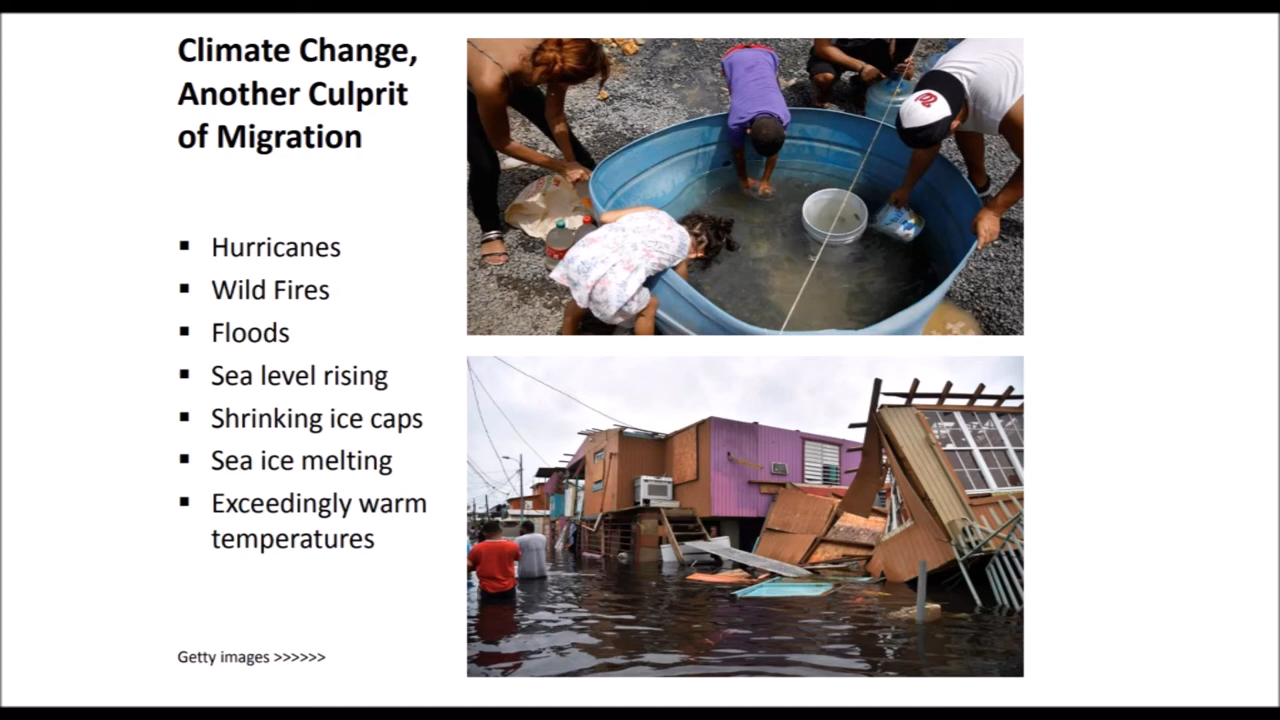 Climate Change,
Another Culprit
of Migration
▪ Hurricanes
▪ Wild Fires
▪ Floods
▪ Sea level rising
▪ Shrinking ice caps
▪ Sea ice melting
▪ Exceedingly warm
temperatures
Getty images >>>>>>